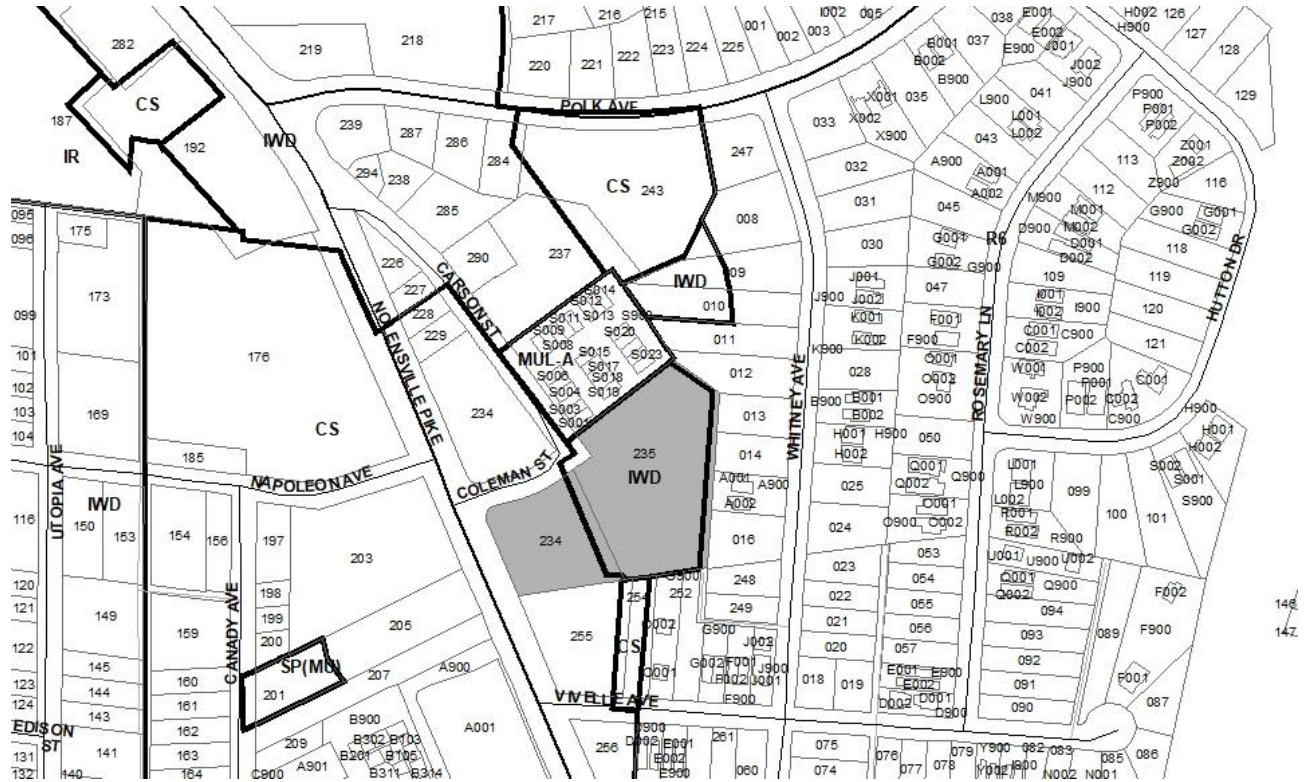 282
217
216
215
219
218
220
221
222
223
224
225
001
002
003
005
038
E001
E002
J001
H002
H900
126
127
128
129
CS
187
IR
192
IWD
POLK AVE
239
287
286
284
294
238
285
CS 243
247
008
033
032
031
030
X001
X002
X900
035
B001
B002
B900
037
E900
J002
J900
041
L900
L001
L002
043
A900
A001
A002
045
P900
P001
P002
113
Z001
Z002
Z900
116
112
M900
M001
M002
D900
D001
D002
G900
G001
G002
118
R6
G001
G002
G900
095
096
175
173
099
101
102
103
104
169
176
CS
185
226
227
228
229
290
237
CARSON ST
NOLENSVILLE PIKE
234
MUL-A
S014
S012
S013
S011
S009
S008
S006
S004
S003
S001
S015
S017
S018
S019
S020
S023
IWD
010
011
012
013
014
A001
A900
A002
016
248
249
WHITNEY AVE
J900
J001
J002
K001
K002
K900
028
B900
B001
B002
H001
H900
H002
025
024
023
022
021
020
018
019
047
F001
F900
O900
050
Q001
Q900
Q002
O001
O900
O002
053
054
055
056
057
E001
E900
E002
D001
D002
D900
ROSEMARY LN
HUTTON DR
109
I001
I002
I900
119
120
121
C001
C900
C002
W001
W002
W900
P900
P001
P002
C001
C002
C900
H900
H001
H002
L001
L900
L002
R001
R002
R900
099
100
101
S002
S001
S900
U001
U900
U002
Q001
Q900
Q002
094
093
092
091
090
089
F002
F900
F001
087
146
147
UTOPIA AVE
NAPOLEON AVE
COLEMAN ST
235
IWD
234
116
IWD
150
153
154
156
197
203
198
199
200
205
120
121
122
123
124
149
145
144
143
141
140
EDISON
ST
131
132
159
160
161
162
163
164
CANADY AVE
SP(MU)
201
207
A900
209
A901
C900
B900
B302
B103
B201
B105
B311
B314
A001
255
254
252
CS
G900
G002
F001
F900
J002
J900
J001
VIVELLE AVE
256
E001
E002
E900
261
060
075
074
076
077
078
079
Y900
Y002
082
083
N002
N001
085
086